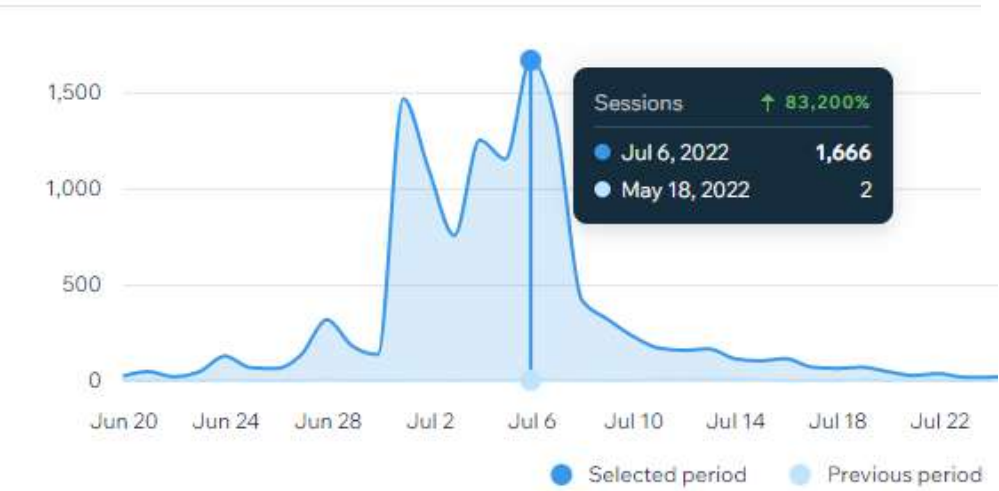 1,500
1,000
500
0
Sessions ↑ 83,200%
Jul 6, 2022 1,666
May 18, 2022 2
Jun 20 Jun 24 Jun 28 Jul 2 Jul 6 Jul 10 Jul 14 Jul 18 Jul 22
Selected period Previous period